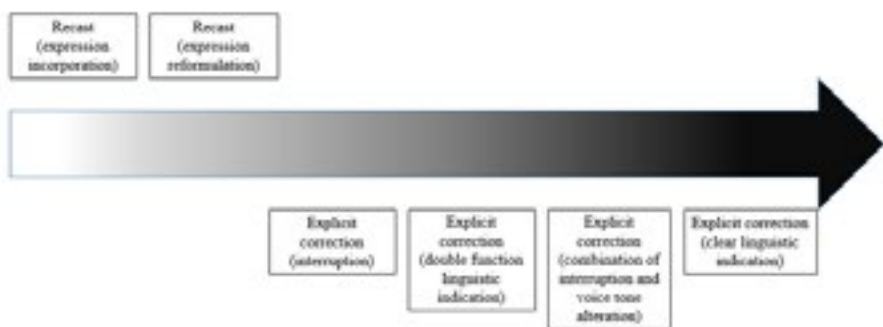 Recast
(expression
incorporation)
Recast
(expression
reformulation)
Explicit
correction
(interruption)
Explicit
correction
(double function
linguistic
indication)
Explicit
correction
(combination of
interruption and
voice tone
alteration)
Explicit correction
(clear linguistic
indication)